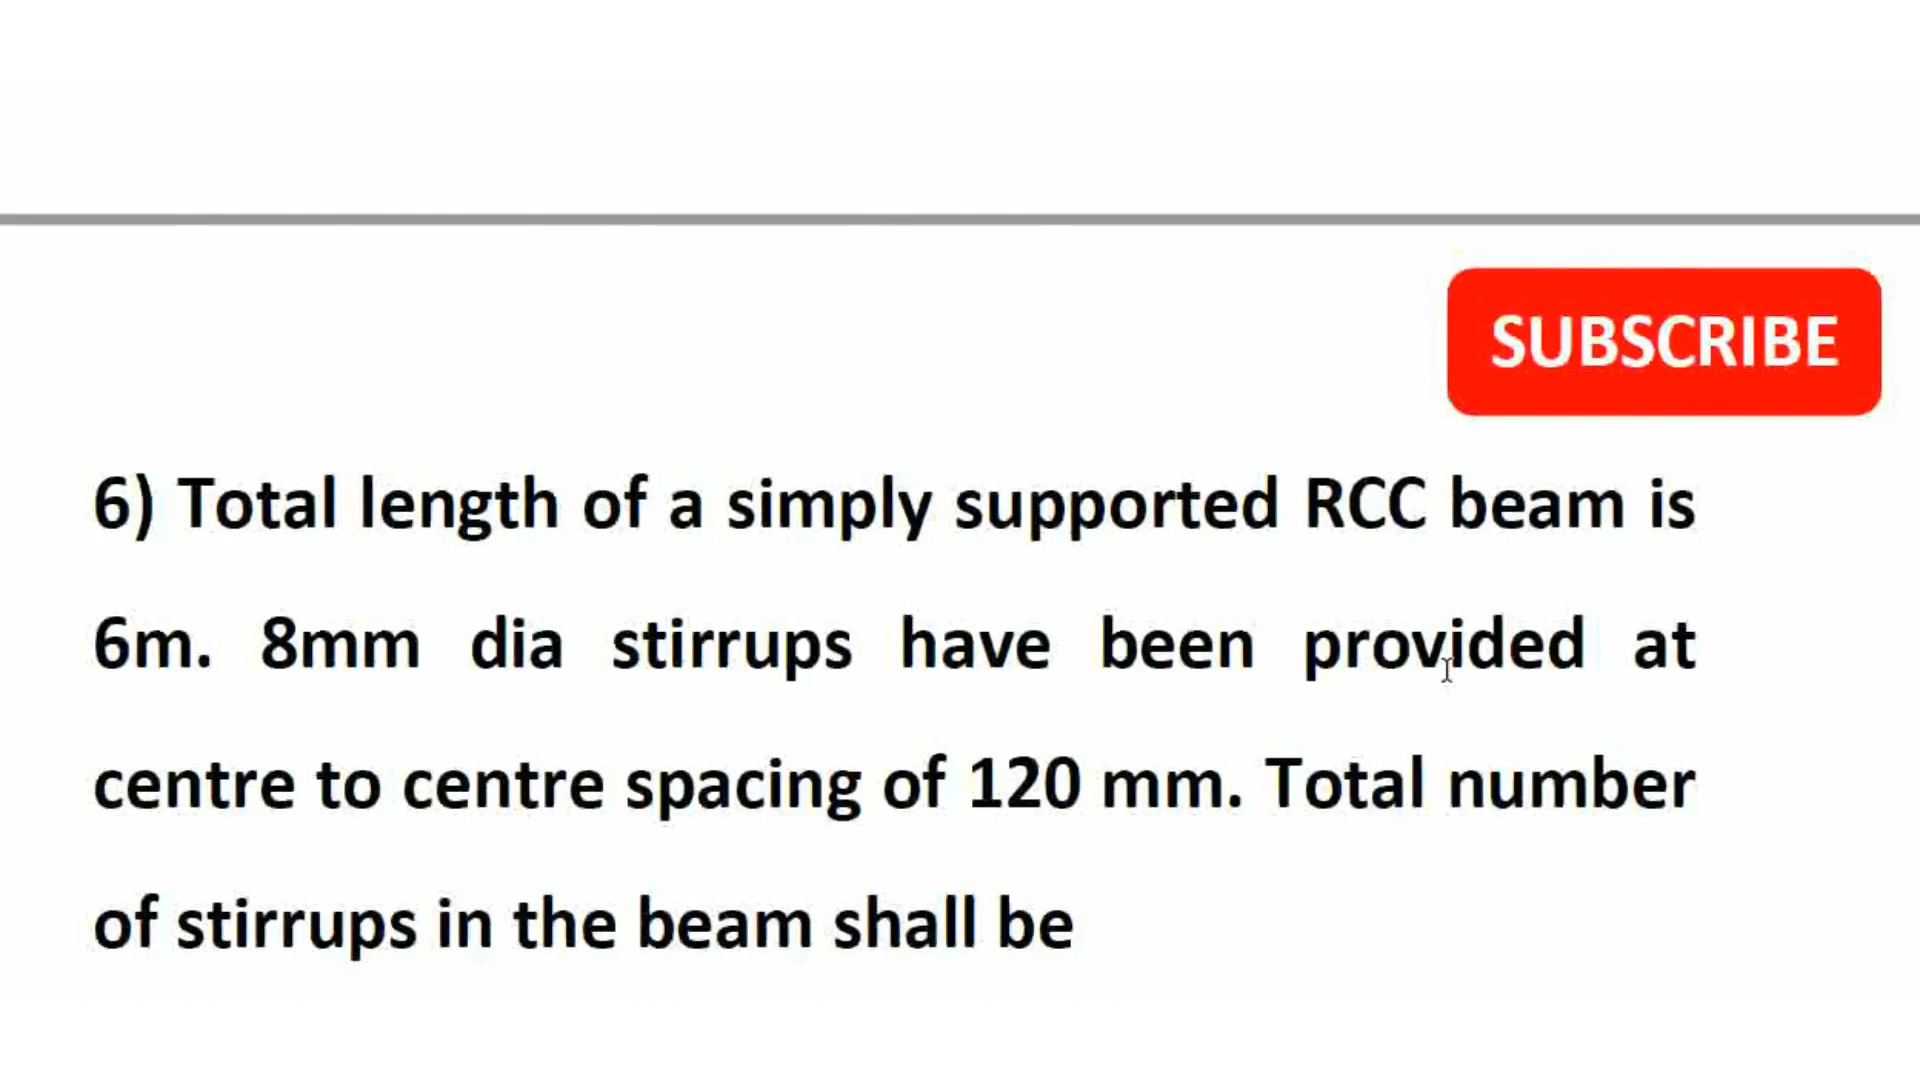 SUBSCRIBE
6) Total length of a simply supported RCC beam is
6m. 8mm dia stirrups have been provided at
centre to centre spacing of 120 mm. Total number
of stirrups in the beam shall be